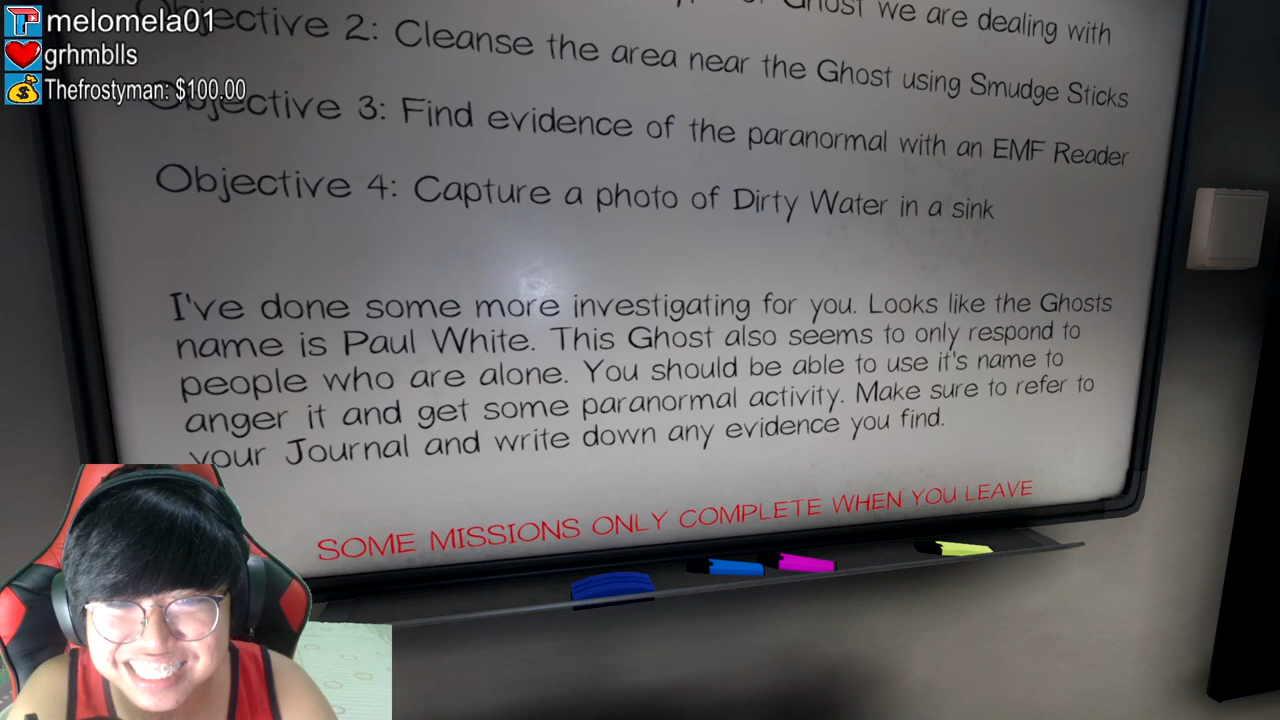 melomela01
grhmblls
Thefrostyman: $100.00
Ghost we are dealing with
Objective 2: Cleanse the area near the Ghost using Smudge Sticks
Objective 3: Find evidence of the paranormal with an EMF Reader
Objective 4: Capture a photo of Dirty Water in a sink
I've done some more investigating for you. Looks like the Ghosts
name is Paul White. This Ghost also seems to only respond to
people who are alone. You should be able to use it's name to
anger it and get some paranormal activity. Make sure to refer to
your Journal and write down any evidence you find.
SOME MISSIONS ONLY COMPLETE WHEN YOU LEAVE